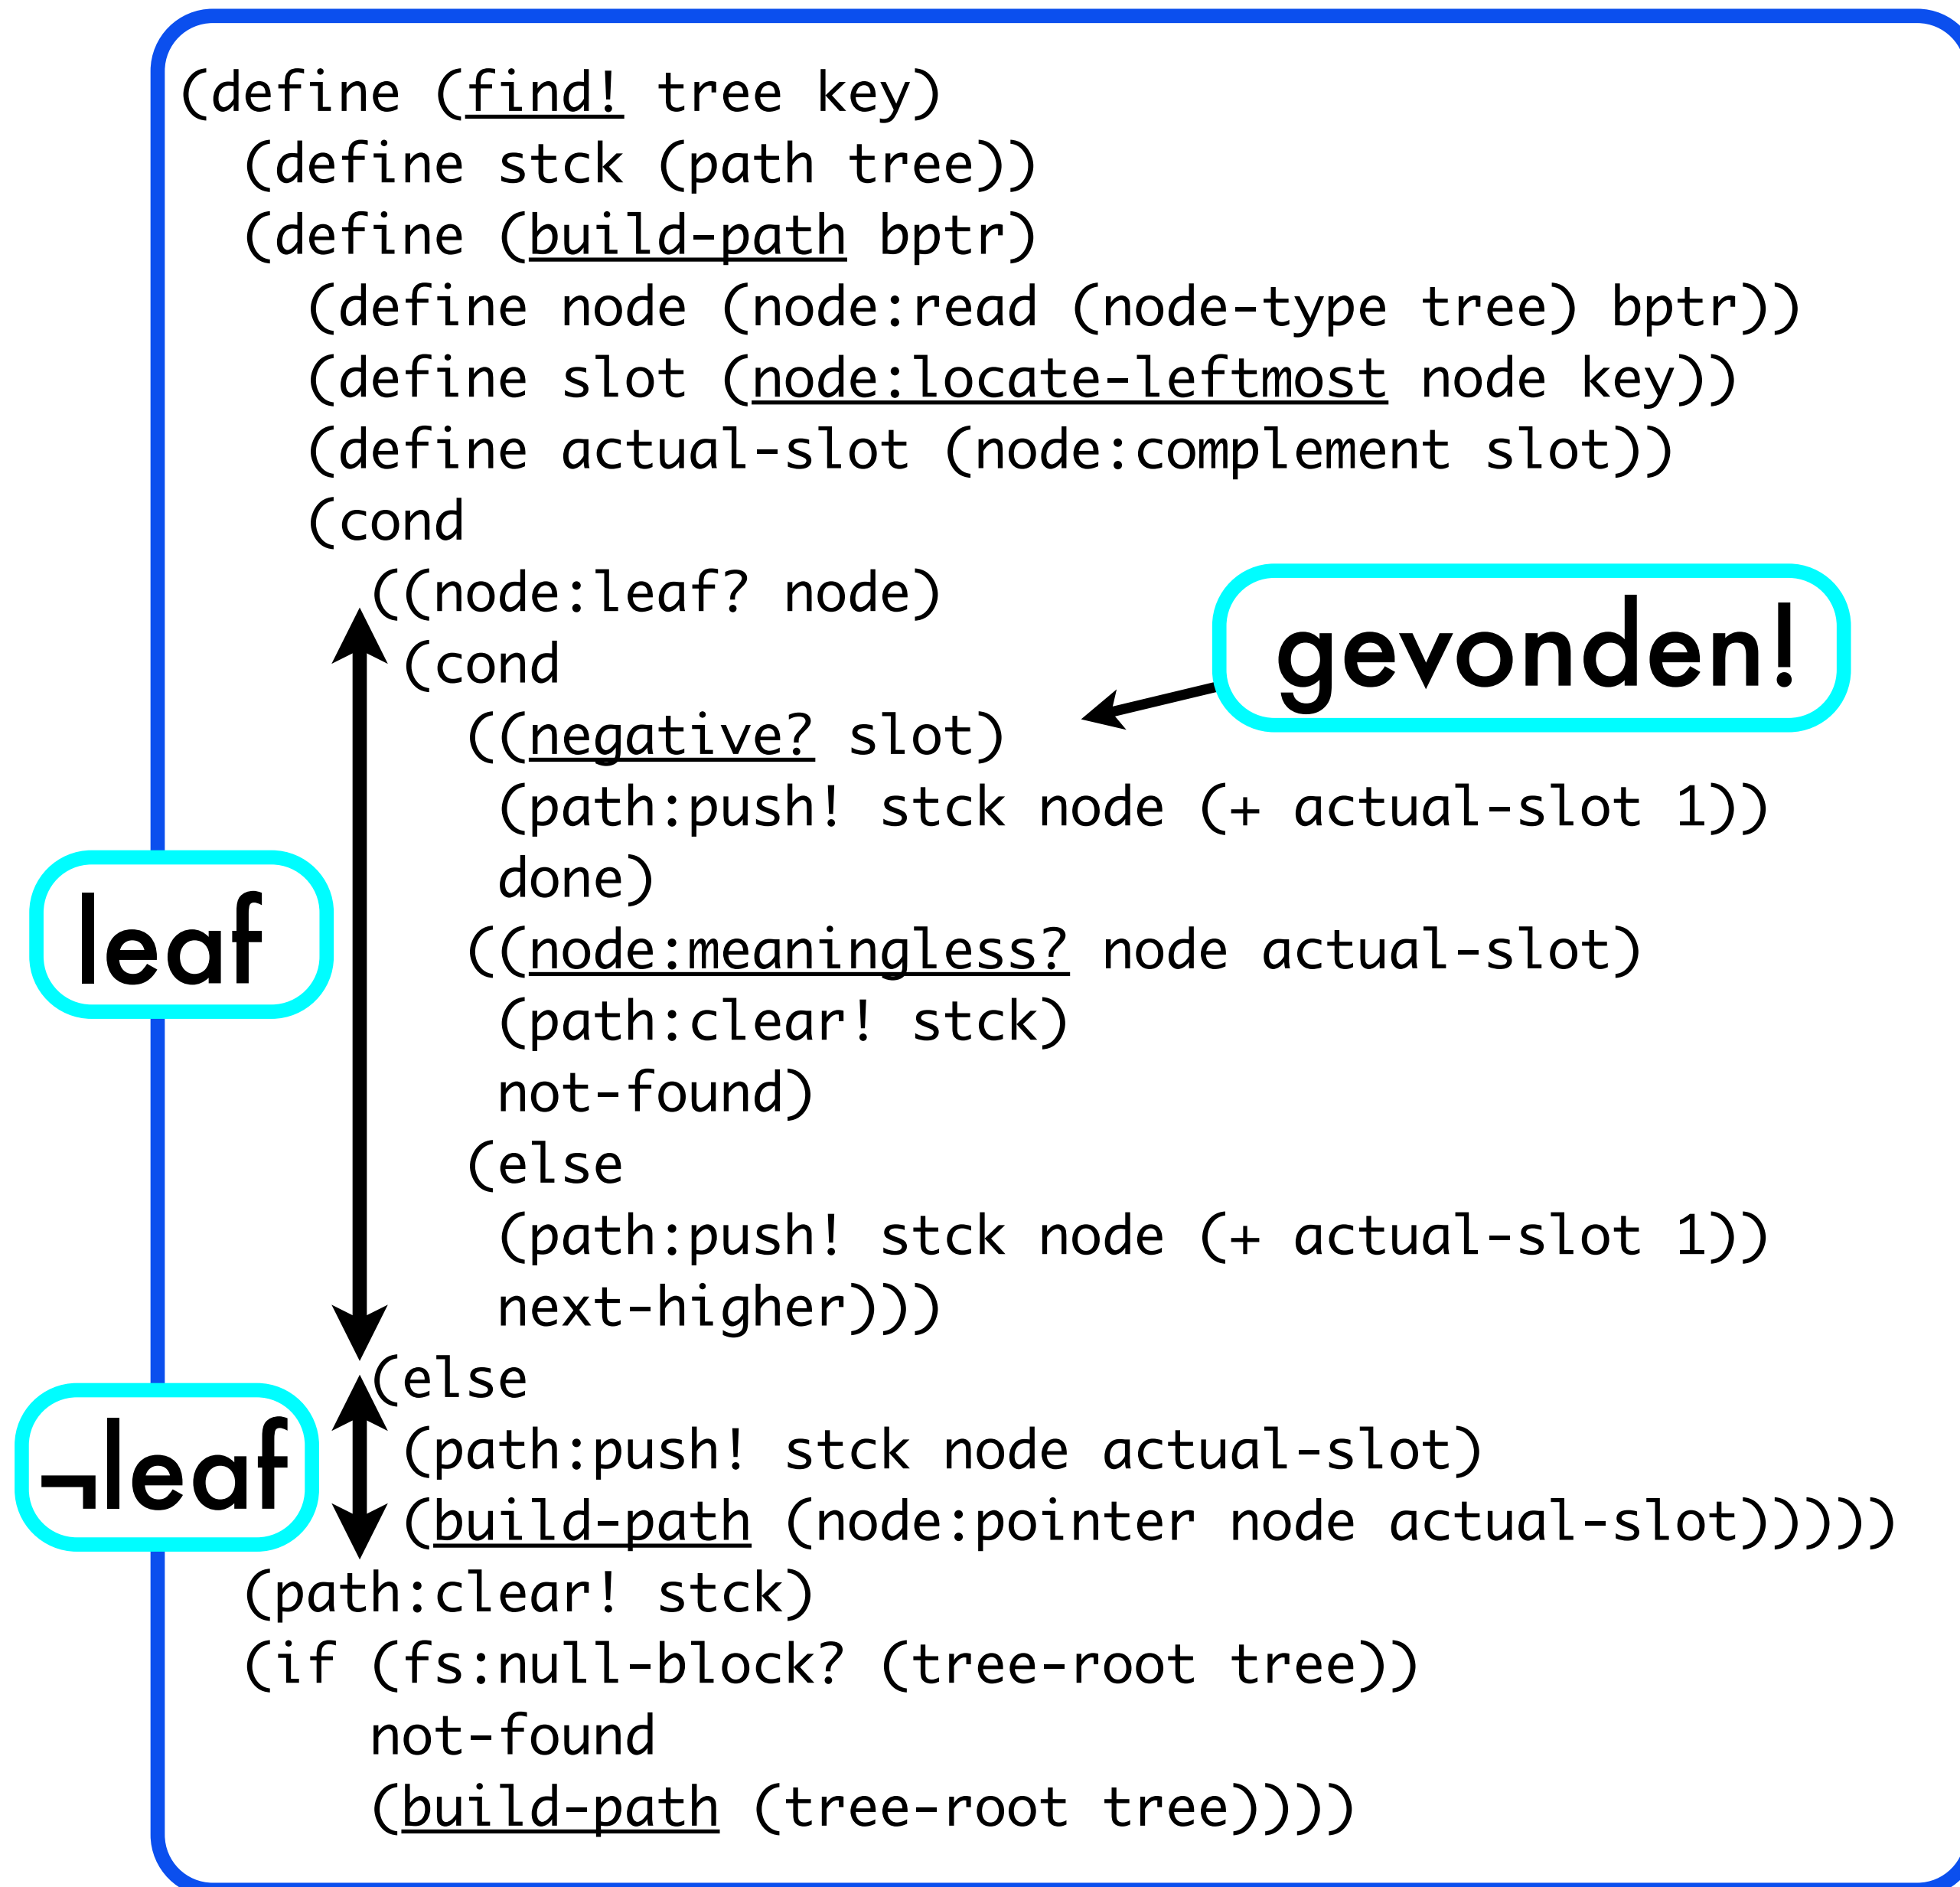 (define (find! tree key)
  (define stck (path tree))
  (define (build-path bptr)
    (define node (node:read (node-type tree) bptr))
    (define slot (node:locate-leftmost node key))
    (define actual-slot (node:complement slot))
    (cond
      ((node:leaf? node)
       (cond
gevonden!
         ((negative? slot)
          (path:push! stck node (+ actual-slot 1))
          done)
leaf
         ((node:meaningless? node actual-slot)
          (path:clear! stck)
          not-found)
         (else
          (path:push! stck node (+ actual-slot 1))
          next-higher)))
      (else
¬leaf
       (path:push! stck node actual-slot)
       (build-path (node:pointer node actual-slot)))))
  (path:clear! stck)
  (if (fs:null-block? (tree-root tree))
      not-found
      (build-path (tree-root tree))))